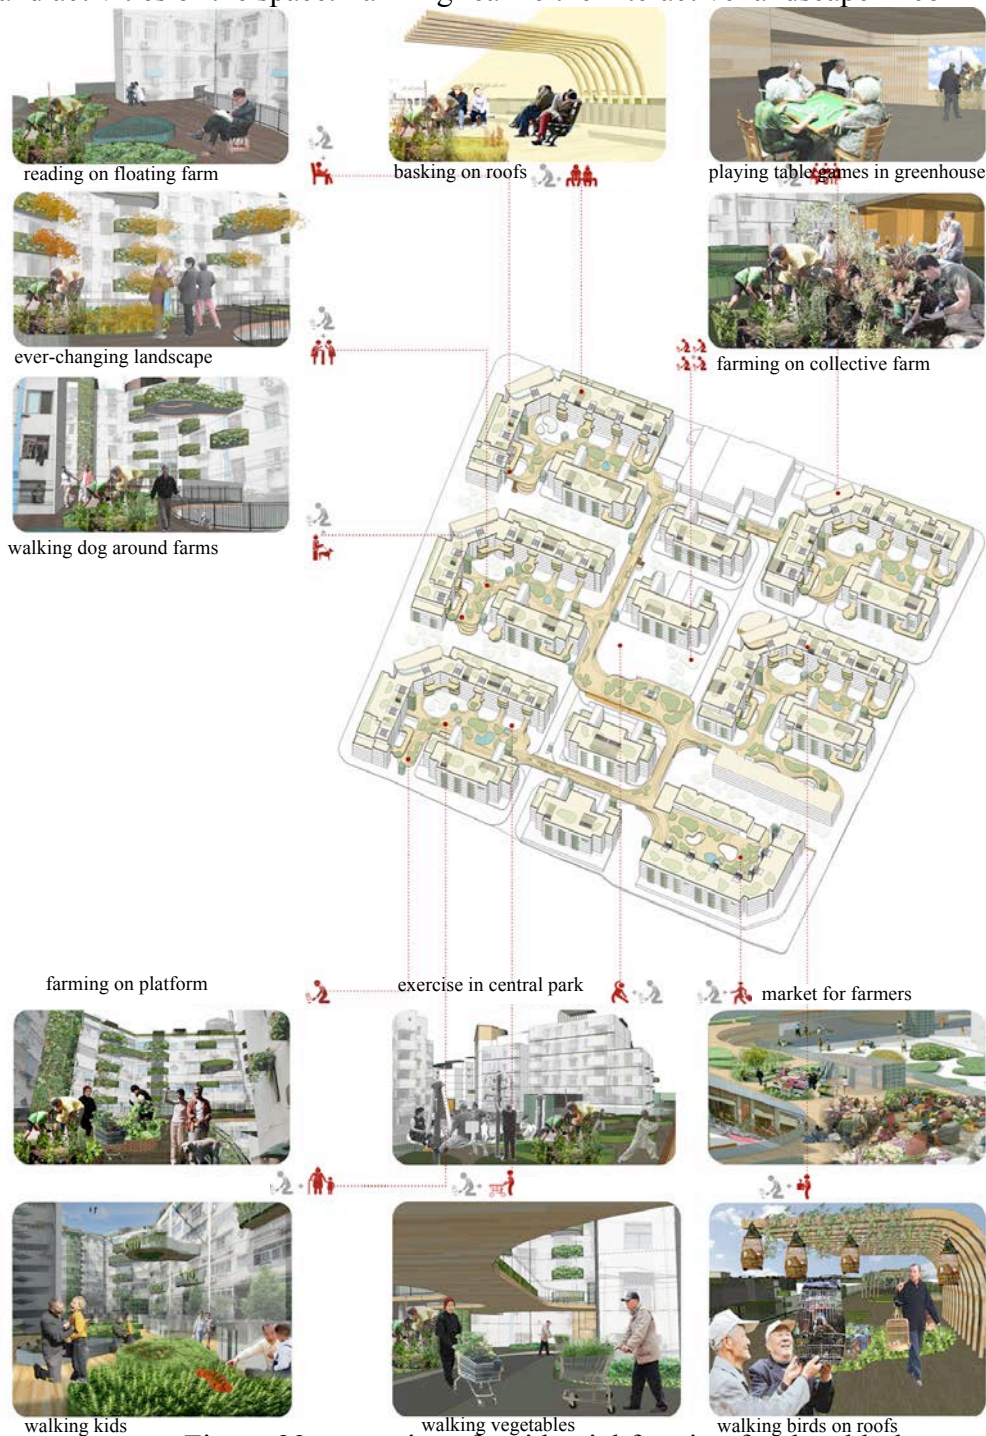 reading on floating farm
basking on roofs
playing table games in greenhouse
ever-changing landscape
farming on collective farm
walking dog around farms
farming on platform
exercise in central park
market for farmers
walking kids
walking vegetables
walking birds on roofs